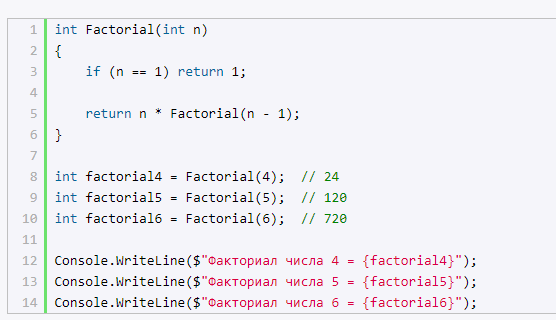 1 int Factorial(int n)
2 {
3     if (n == 1) return 1;
4
5     return n * Factorial(n - 1);
6 }
7
8 int factorial4 = Factorial(4);  // 24
9 int factorial5 = Factorial(5);  // 120
10 int factorial6 = Factorial(6);  // 720
11
12 Console.WriteLine($"Факториал числа 4 = {factorial4}");
13 Console.WriteLine($"Факториал числа 5 = {factorial5}");
14 Console.WriteLine($"Факториал числа 6 = {factorial6}");